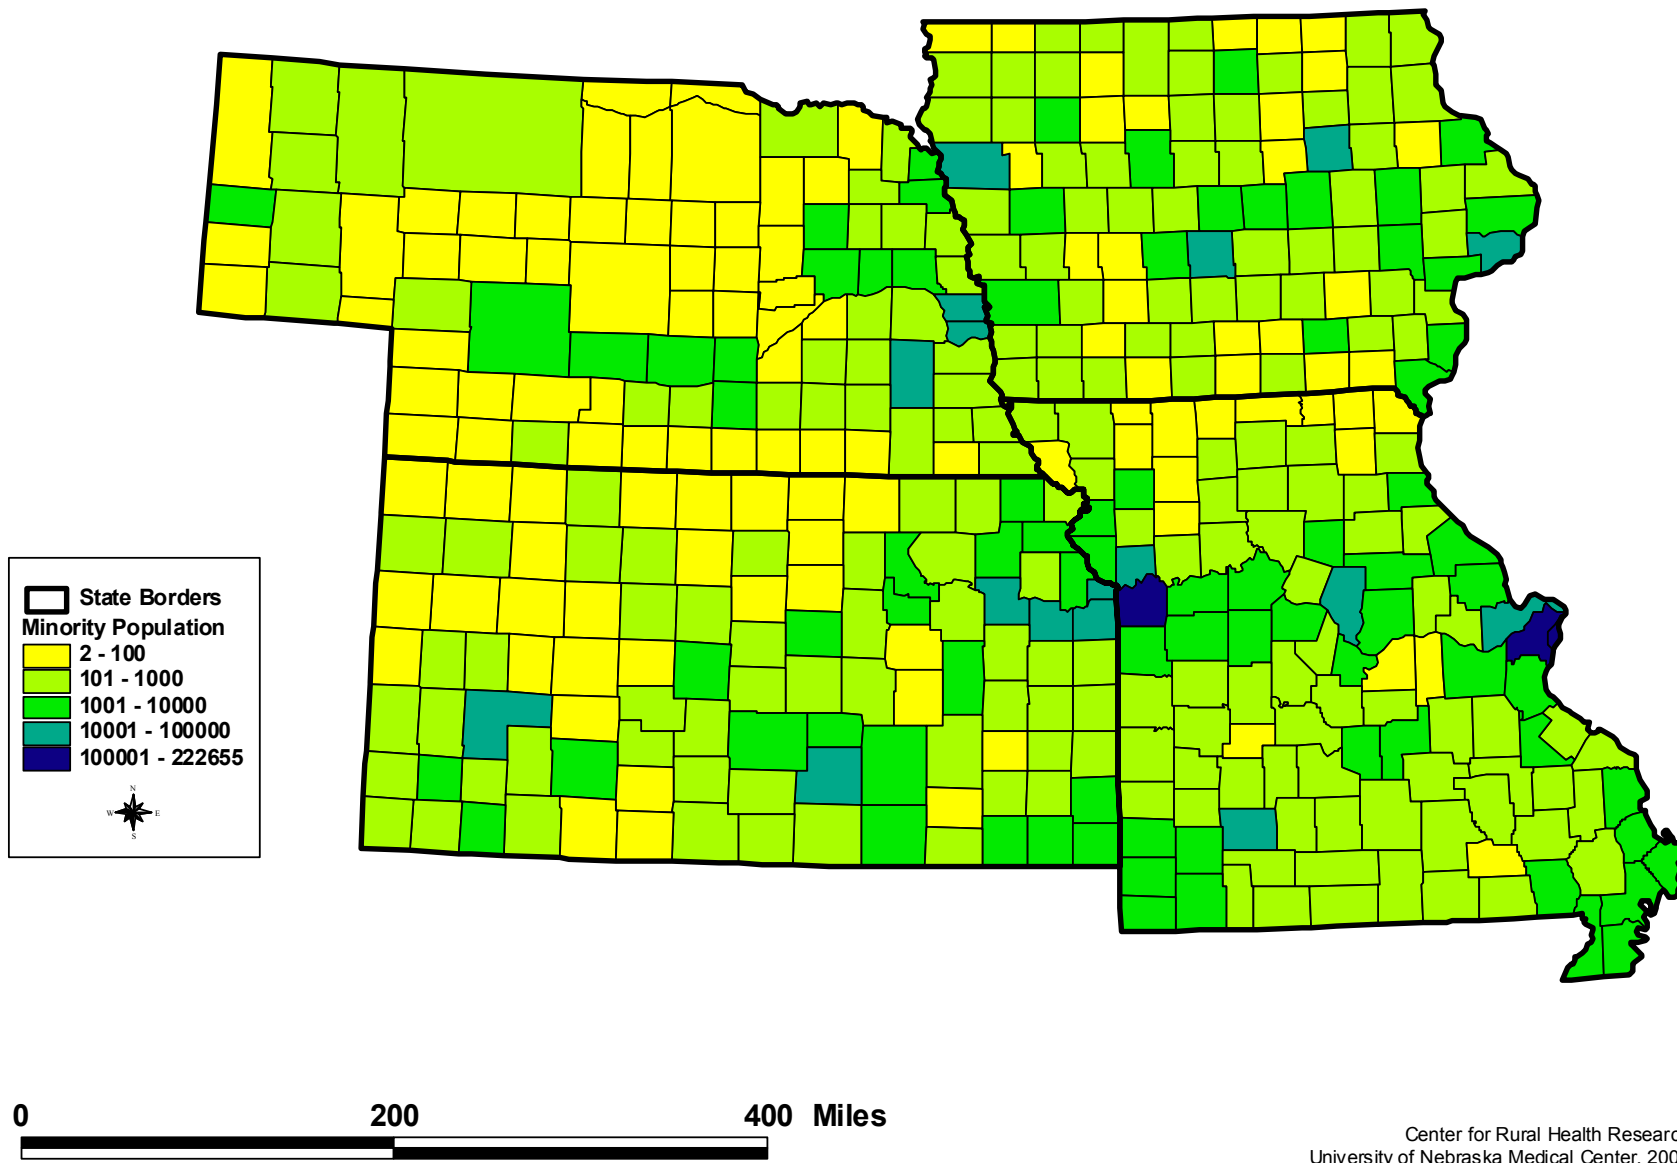 State Borders
Minority Population
2 - 100
101 - 1000
1001 - 10000
10001 - 100000
100001 - 222655
N
W E
S
0 200 400 Miles
Center for Rural Health Researc
University of Nebraska Medical Center, 200